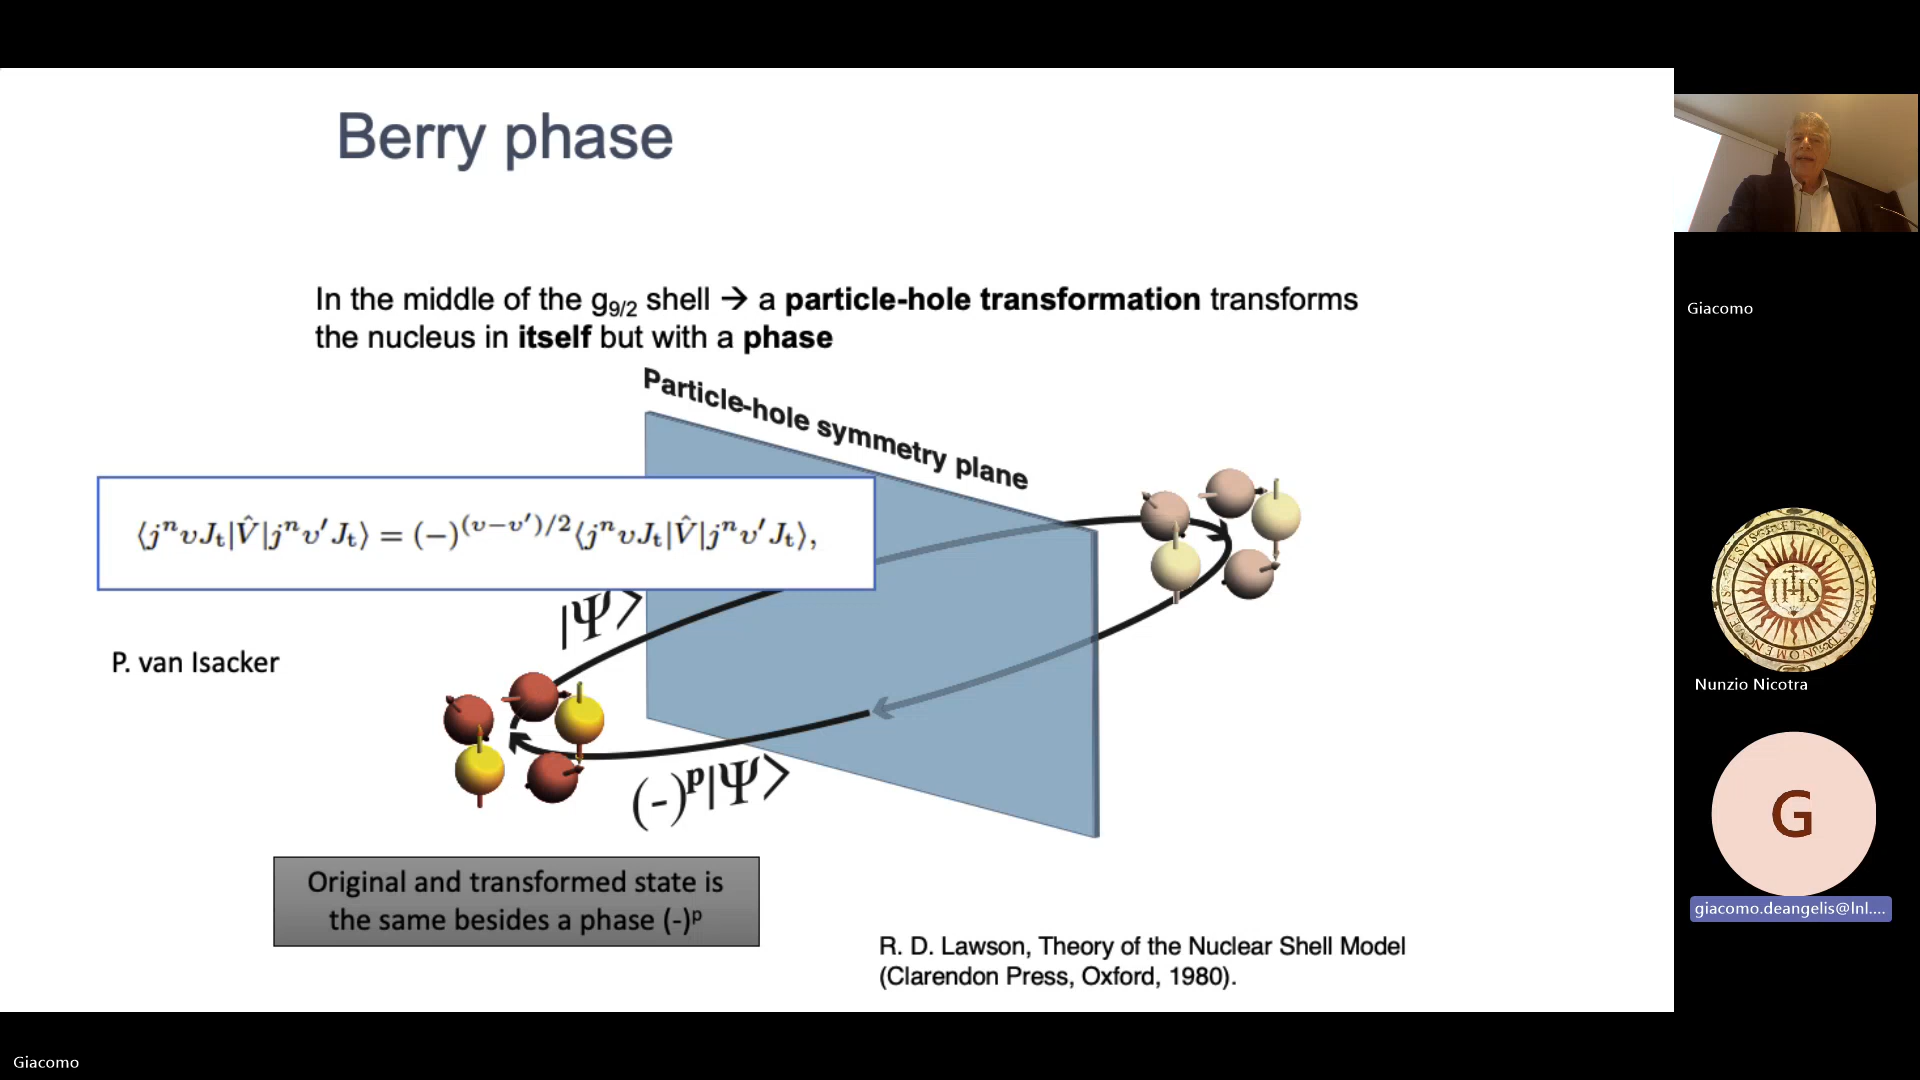 Berry phase
In the middle of the g9/2 shell → a particle-hole transformation transforms
the nucleus in itself but with a phase
Particle-hole symmetry plane
⟨jⁿυJₜ|V̂|jⁿυ′Jₜ⟩ = (−)^(υ−υ′)/2⟨jⁿυJₜ|V̂|jⁿυ′Jₜ⟩,
|Ψ⟩
P. van Isacker
(-)ᵖ|Ψ⟩
Original and transformed state is
the same besides a phase (-)ᵖ
R. D. Lawson, Theory of the Nuclear Shell Model
(Clarendon Press, Oxford, 1980).
Giacomo
IHS
Nunzio Nicotra
G
giacomo.deangelis@lnl....
Giacomo